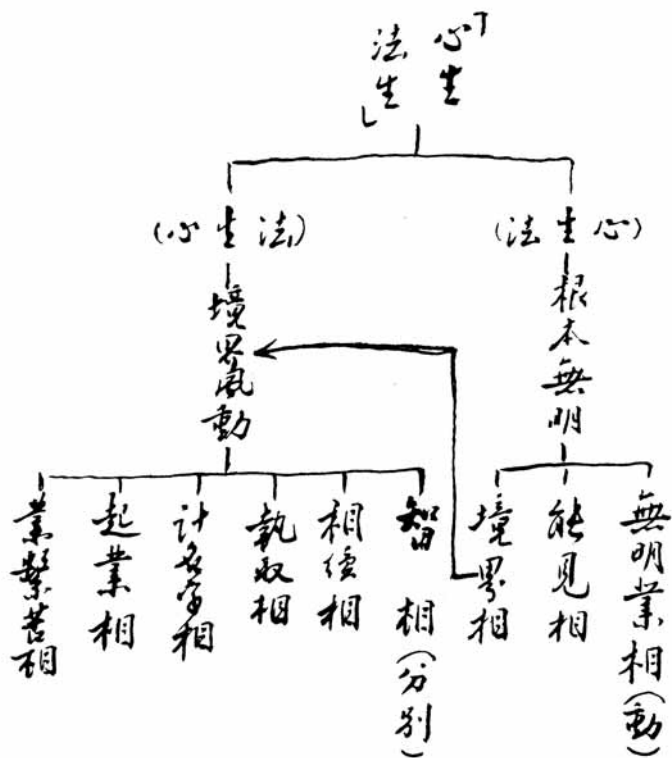 「心生
法生」
(心生法)
根本無明
無明業相(動)
能見相
境界相
(法生心)
境界風動
智相(分別)
相續相
執取相
計名字相
起業相
業繫苦相